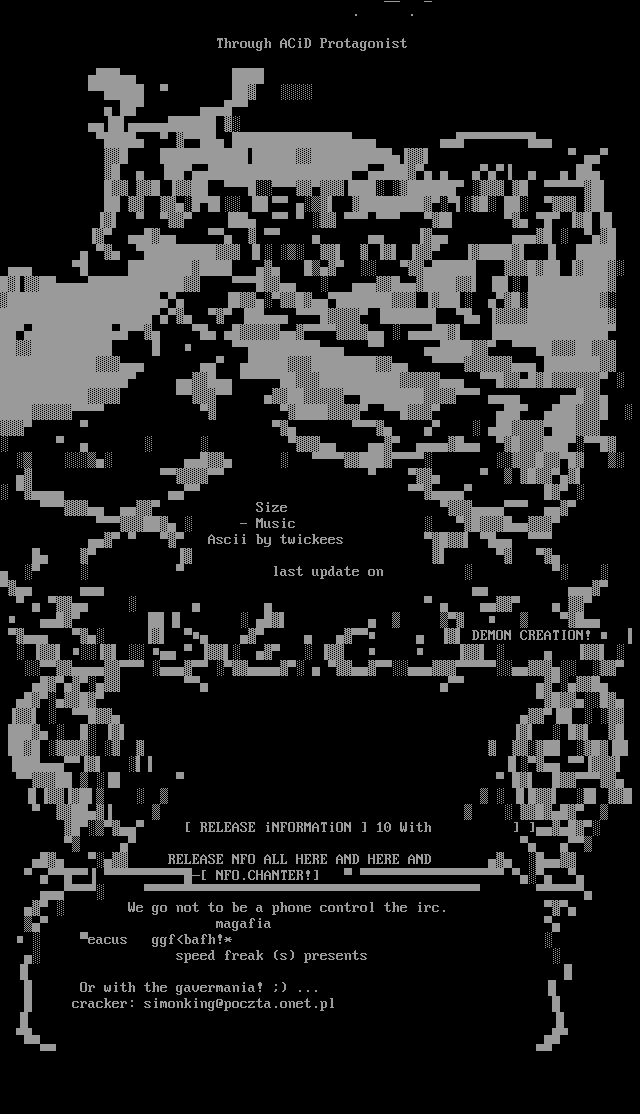 Through ACiD Protagonist
Size
- Music
Ascii by twickees
last update on
DEMON CREATION!
[ RELEASE iNFORMATiON ] 10 With ] ]
RELEASE NFO ALL HERE AND HERE AND
-[ NFO.CHANTER!]
We go not to be a phone control the irc.
magafia
eacus ggf<bafh!*
speed freak (s) presents
Or with the gavermania! ;) ...
cracker: simonking@poczta.onet.pl